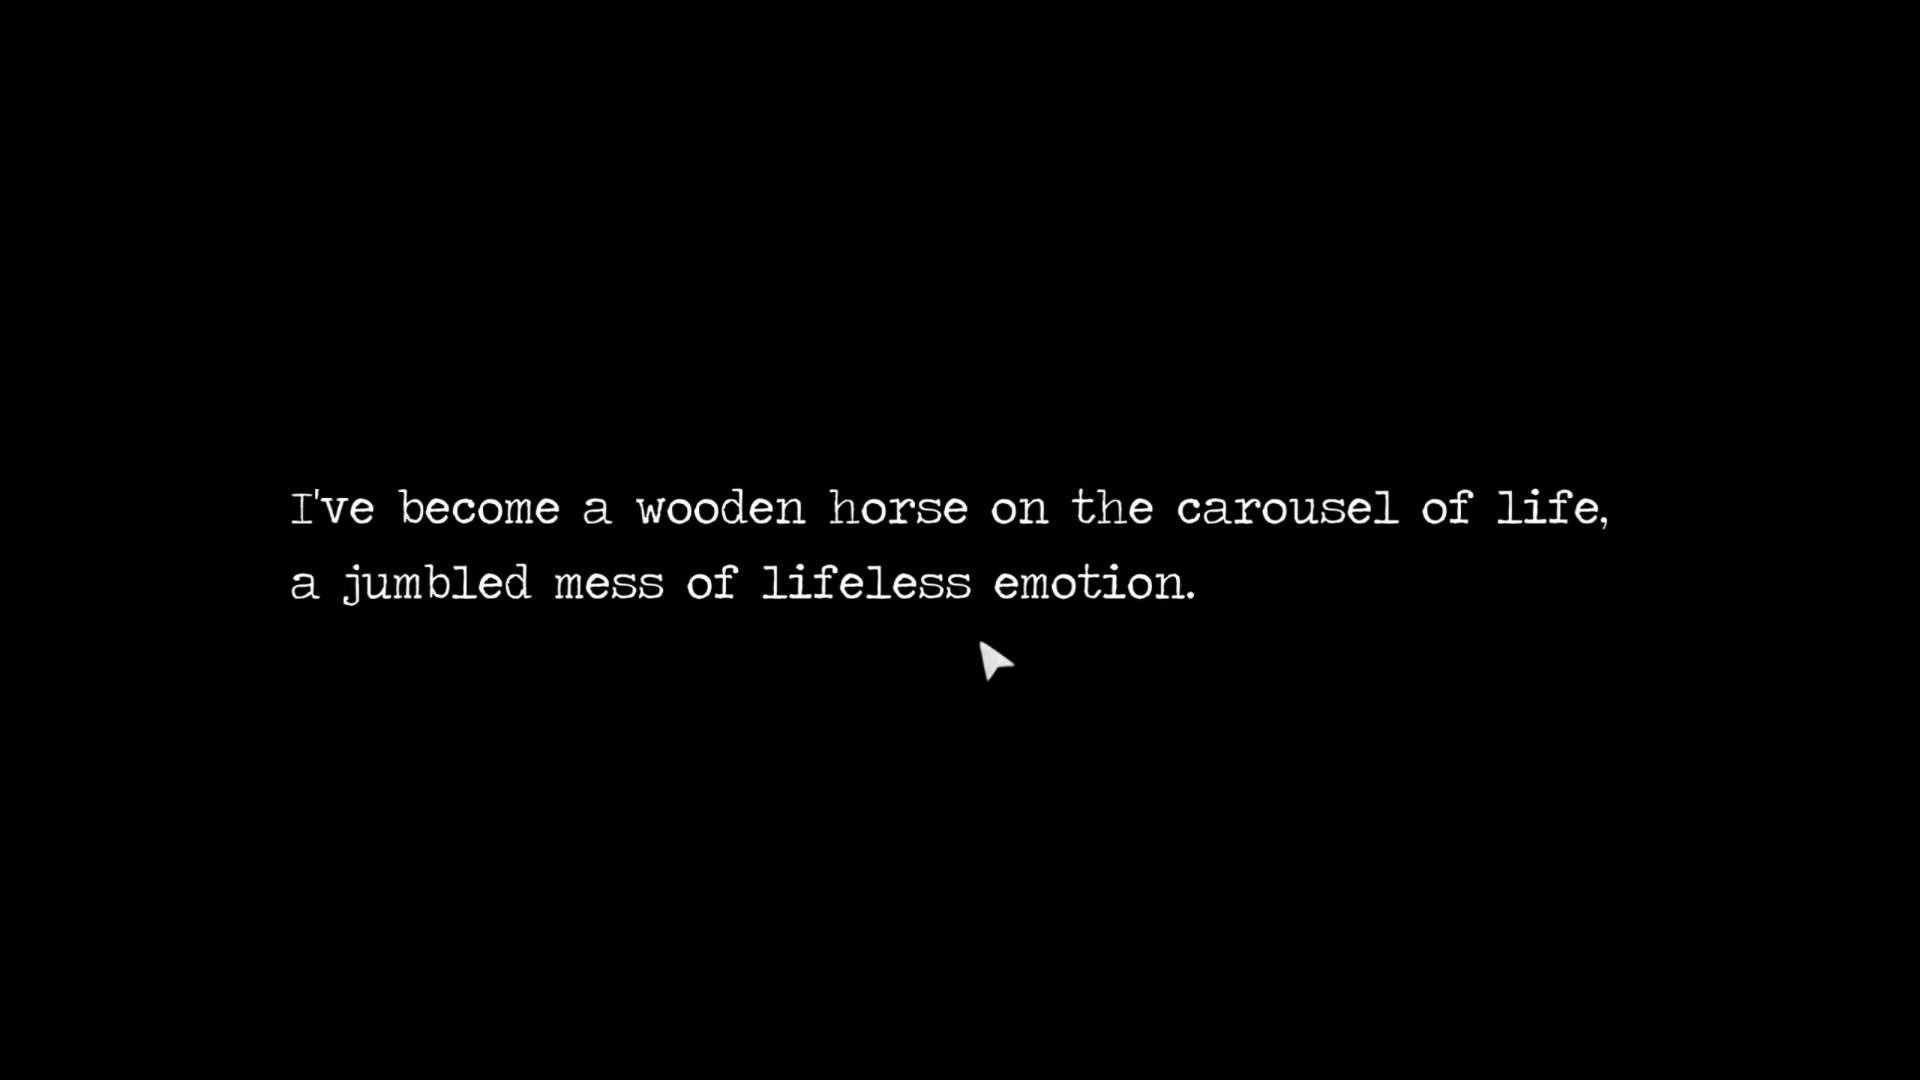 I've become a wooden horse on the carousel of life,
a jumbled mess of lifeless emotion.